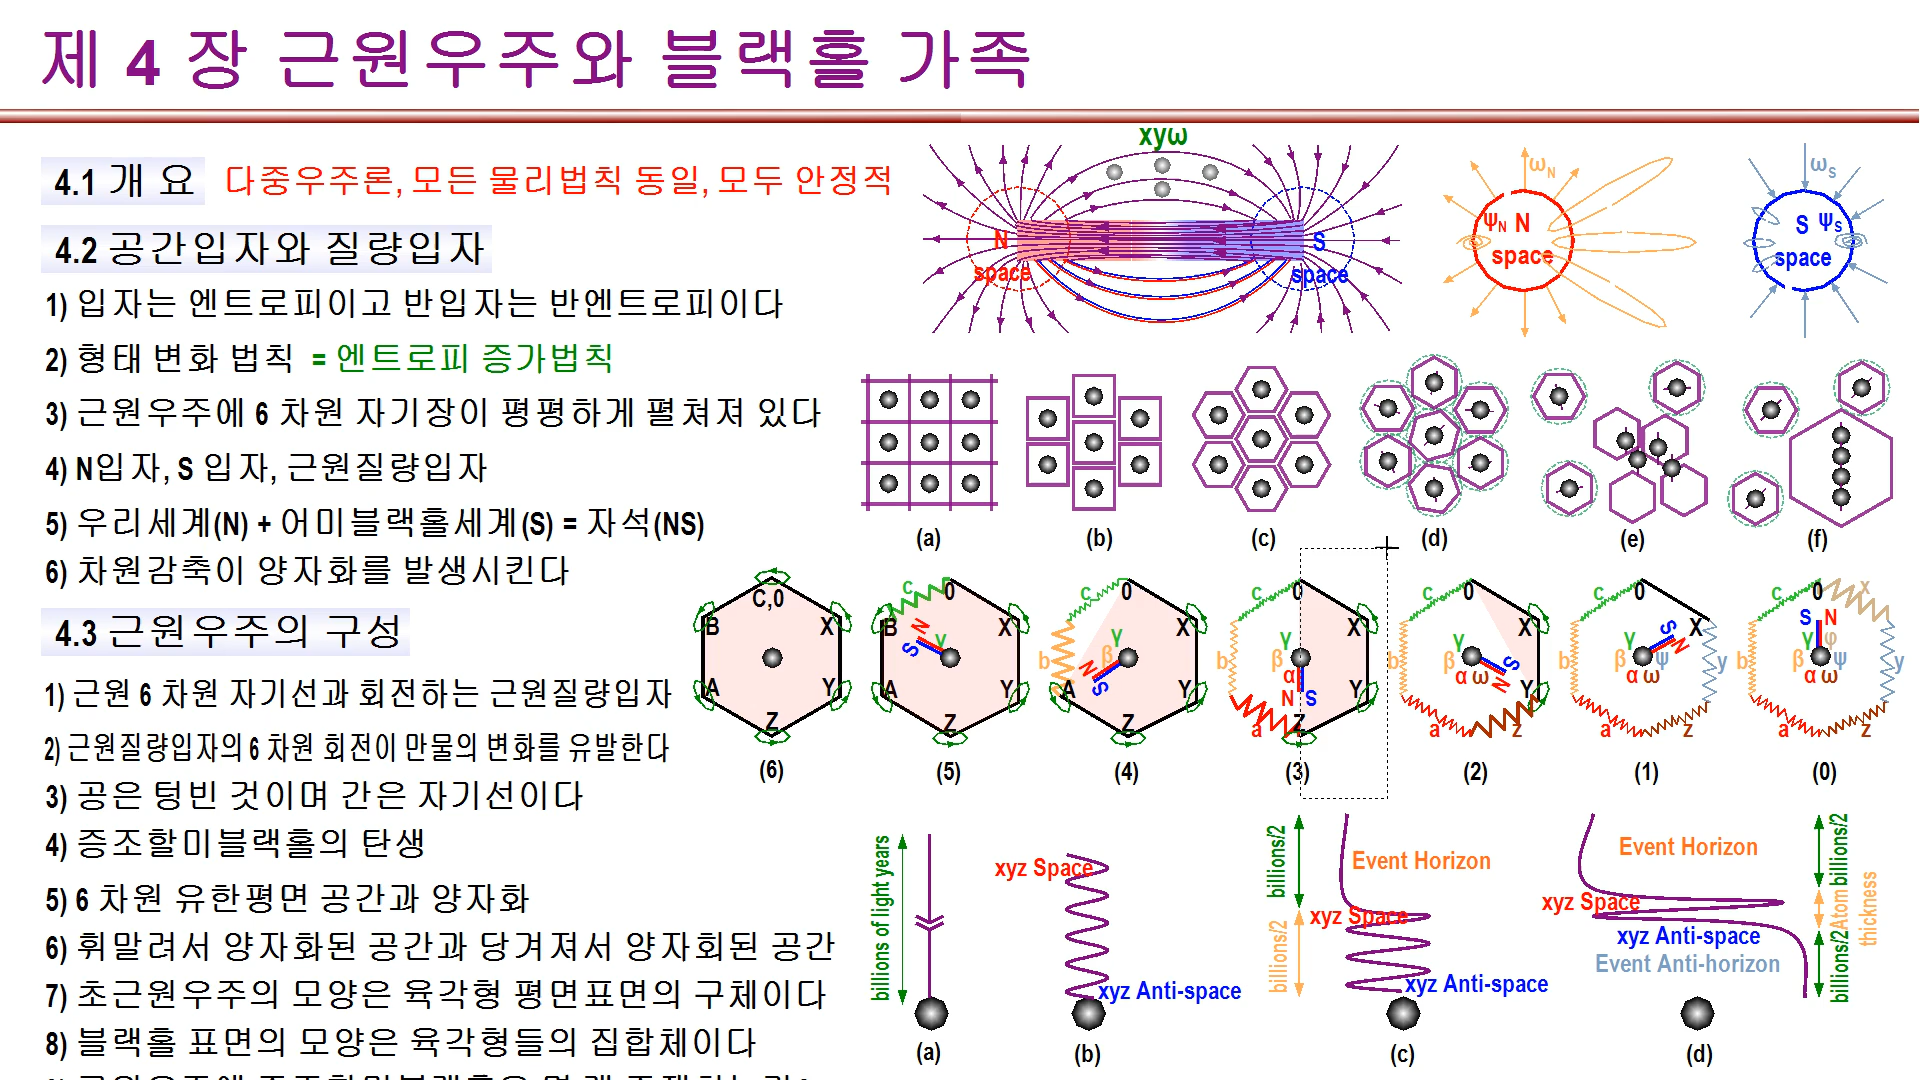 제 4 장 근원우주와 블랙홀 가족
4.1 개 요 다중우주론, 모든 물리법칙 동일, 모두 안정적
4.2 공간입자와 질량입자
1) 입자는 엔트로피이고 반입자는 반엔트로피이다
2) 형태 변화 법칙 = 엔트로피 증가법칙
3) 근원우주에 6 차원 자기장이 평평하게 펼쳐져 있다
4) N입자, S 입자, 근원질량입자
5) 우리세계(N) + 어미블랙홀세계(S) = 자석(NS)
6) 차원감축이 양자화를 발생시킨다
4.3 근원우주의 구성
1) 근원 6 차원 자기선과 회전하는 근원질량입자
2) 근원질량입자의 6 차원 회전이 만물의 변화를 유발한다
3) 공은 텅빈 것이며 간은 자기선이다
4) 증조할미블랙홀의 탄생
5) 6 차원 유한평면 공간과 양자화
6) 휘말려서 양자화된 공간과 당겨져서 양자회된 공간
7) 초근원우주의 모양은 육각형 평면표면의 구체이다
8) 블랙홀 표면의 모양은 육각형들의 집합체이다
xyω
N space
S space
ωN
ψN N
space
ωS
S ψS
space
(a) (b) (c) (d) (e) (f)
C,0 B X A Y Z
c 0 B N S γ X A Y Z
c 0 γ X b β N S A Y Z
c 0 γ X b β α N S Y a Z
c 0 γ X b β S N α ω Y a z
c 0 γ S N X b β ψ y α ω a z
c 0 x S N γ φ b β ψ y α ω a z
(6) (5) (4) (3) (2) (1) (0)
billions of light years
(a)
xyz Space
xyz Anti-space
(b)
billions/2
billions/2
Event Horizon
xyz Space
xyz Anti-space
(c)
Event Horizon
xyz Space
xyz Anti-space
Event Anti-horizon
billions/2
Atom thickness
billions/2
(d)